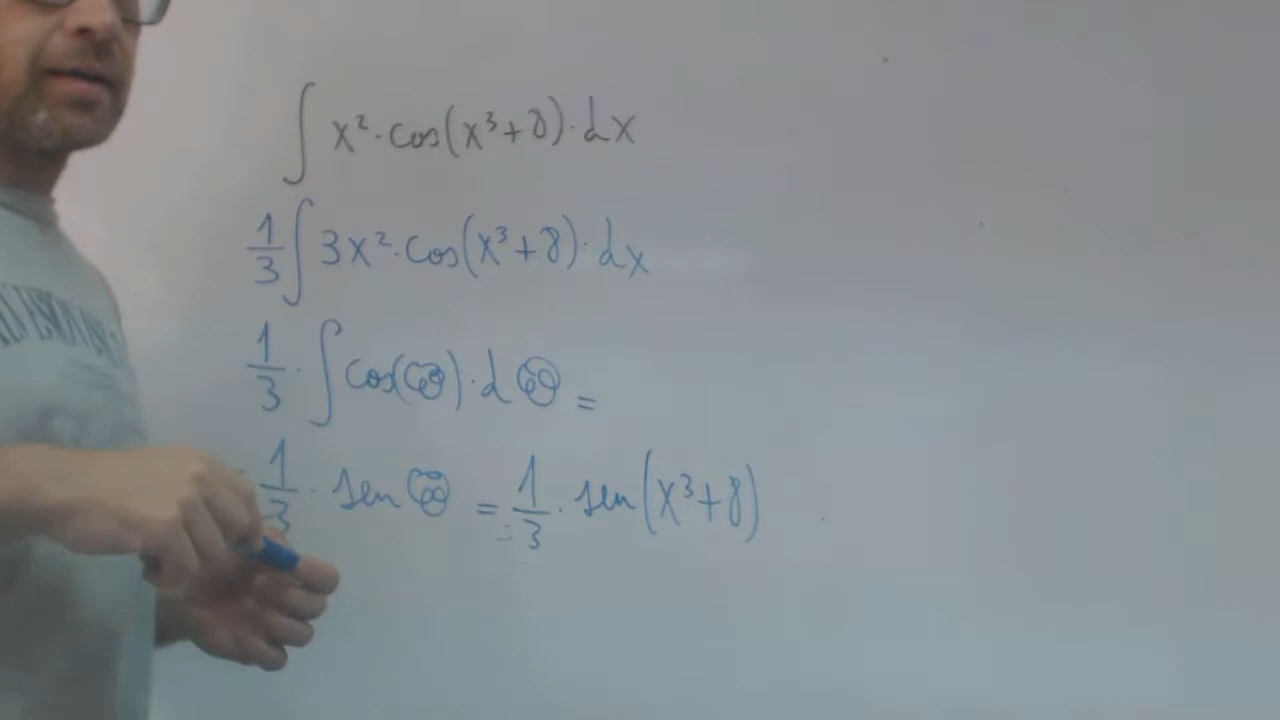 ∫ x²·cos(x³+8)·dx
1/3 ∫ 3x²·cos(x³+8)·dx
1/3 · ∫ cos(☺)·d☺ =
1/3 · sen ☺ = 1/3 · sen(x³+8)